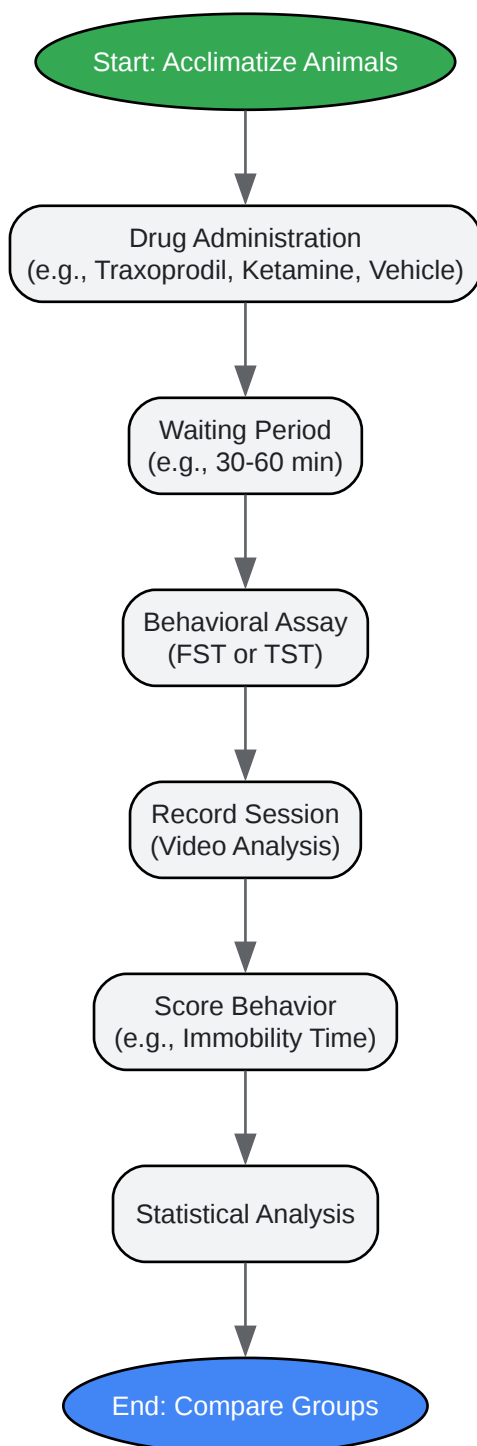 Start: Acclimatize Animals
Drug Administration
(e.g., Traxoprodil, Ketamine, Vehicle)
Waiting Period
(e.g., 30-60 min)
Behavioral Assay
(FST or TST)
Record Session
(Video Analysis)
Score Behavior
(e.g., Immobility Time)
Statistical Analysis
End: Compare Groups